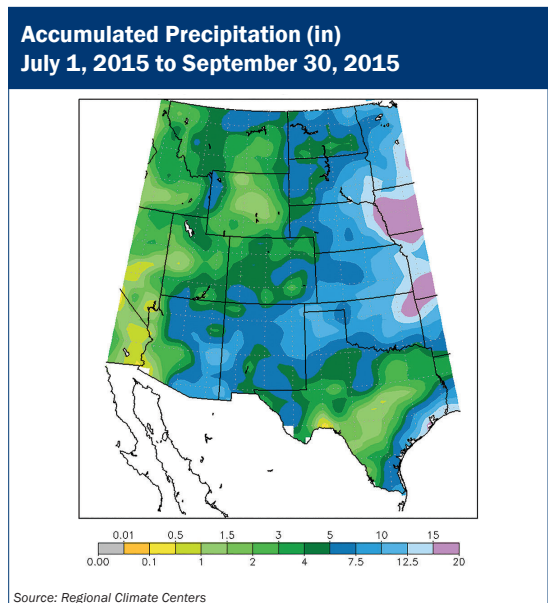 Accumulated Precipitation (in)
July 1, 2015 to September 30, 2015
0.01 0.5 1.5 3 5 10 15
0.00 0.1 1 2 4 7.5 12.5 20
Source: Regional Climate Centers